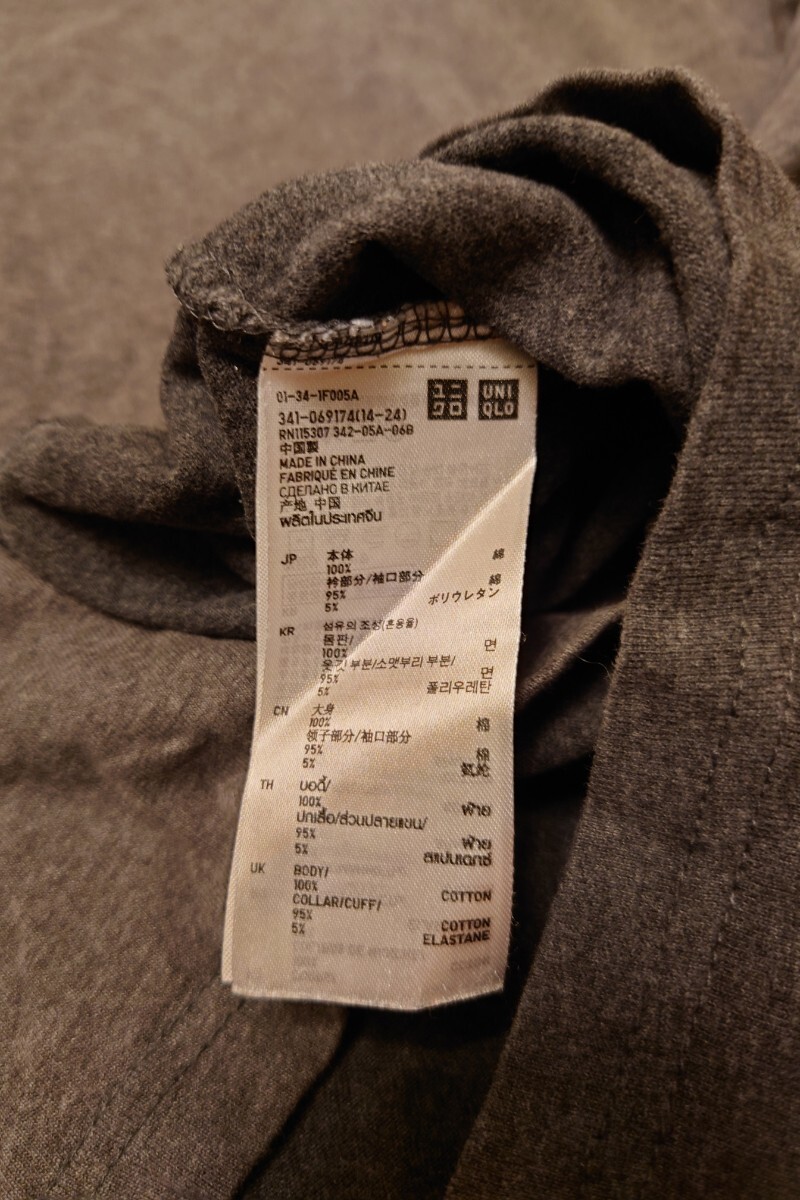 01-34-1F005A
ユニ
クロ
UNI
QLO
341-069174(14-24)
RN115307 342-05A-06B
中国製
MADE IN CHINA
FABRIQUÉ EN CHINE
СДЕЛАНО В КИТАЕ
产地 中国
ผลิตในประเทศจีน
JP 本体
100% 綿
衿部分/袖口部分
95% 綿
5% ポリウレタン
KR 섬유의 조성(혼용율)
몸판/
100% 면
옷깃 부분/소맷부리 부분/
95% 면
5% 폴리우레탄
CN 大身
100% 棉
领子部分/袖口部分
95% 棉
5% 氨纶
TH บอดี้/
100% ฝ้าย
ปกเสื้อ/ส่วนปลายแขน/
95% ฝ้าย
5% สแปนเดกซ์
UK BODY/
100% COTTON
COLLAR/CUFF/
95% COTTON
5% ELASTANE